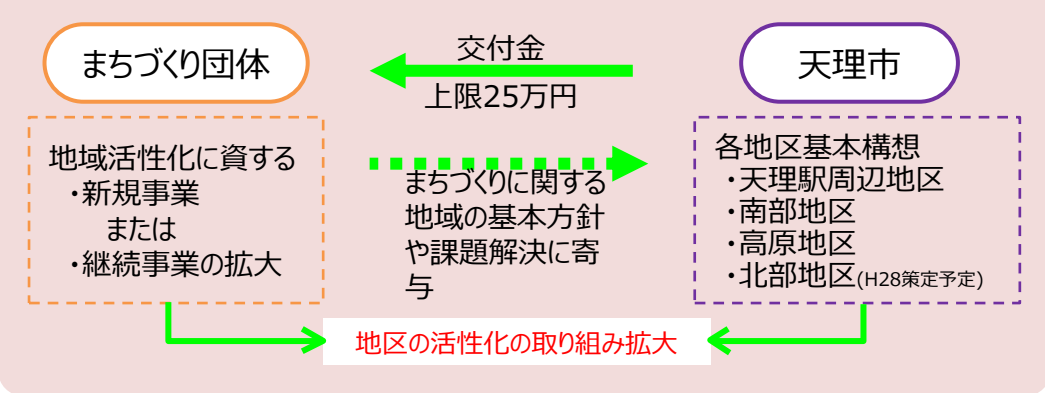 まちづくり団体
地域活性化に資する
・新規事業
または
・継続事業の拡大
交付金
上限25万円
まちづくりに関する
地域の基本方針
や課題解決に寄
与
天理市
各地区基本構想
・天理駅周辺地区
・南部地区
・高原地区
・北部地区(H28策定予定)
地区の活性化の取り組み拡大